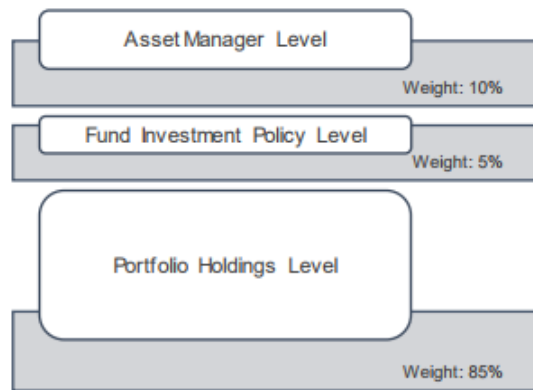 Asset Manager Level
Weight: 10%
Fund Investment Policy Level
Weight: 5%
Portfolio Holdings Level
Weight: 85%